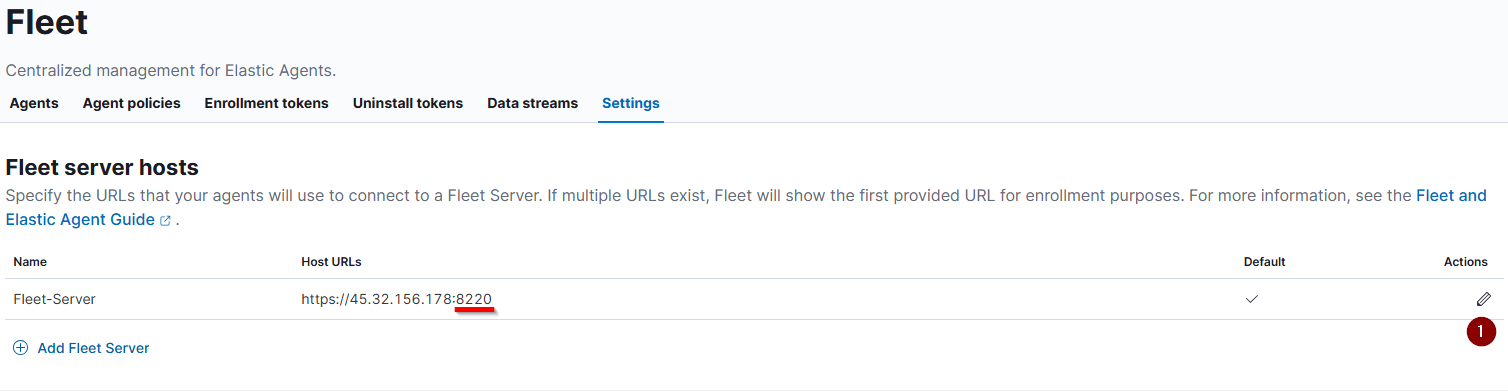 Fleet
Centralized management for Elastic Agents.
Agents Agent policies Enrollment tokens Uninstall tokens Data streams Settings
Fleet server hosts
Specify the URLs that your agents will use to connect to a Fleet Server. If multiple URLs exist, Fleet will show the first provided URL for enrollment purposes. For more information, see the Fleet and
Elastic Agent Guide .
Name Host URLs Default Actions
Fleet-Server https://45.32.156.178:8220
1
Add Fleet Server